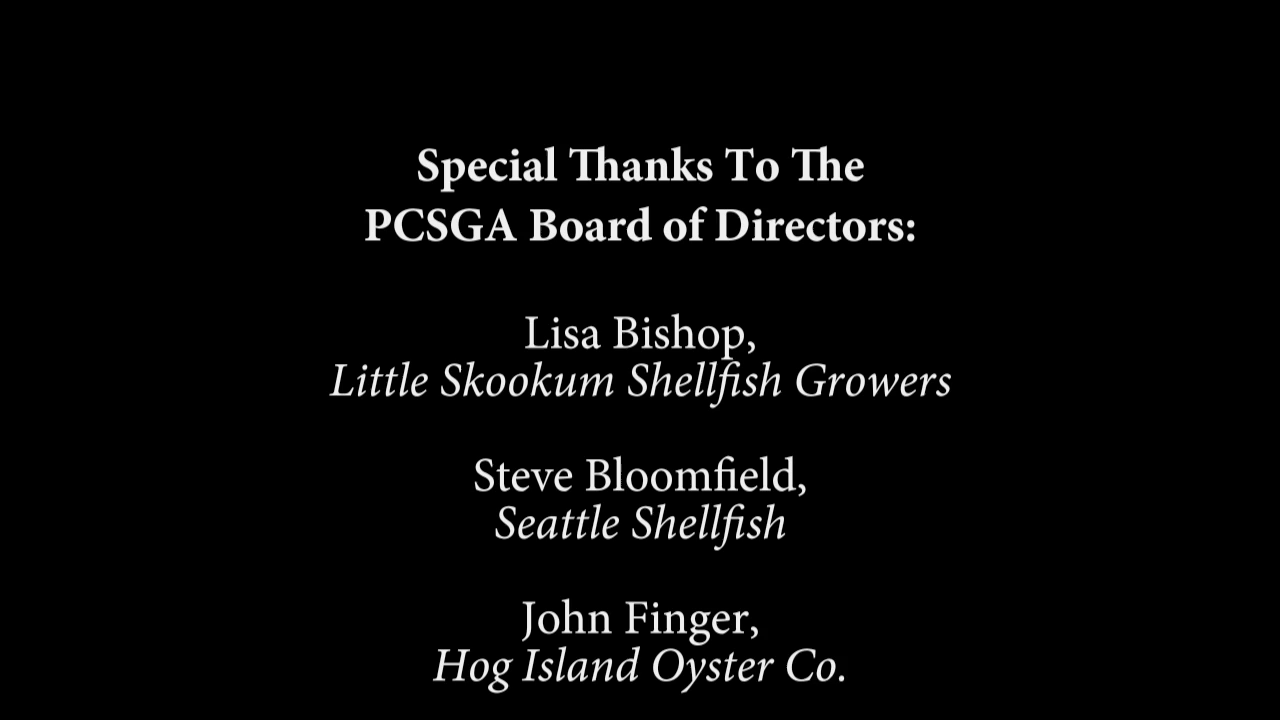 Special Thanks To The
PCSGA Board of Directors:
Lisa Bishop,
Little Skookum Shellfish Growers
Steve Bloomfield,
Seattle Shellfish
John Finger,
Hog Island Oyster Co.